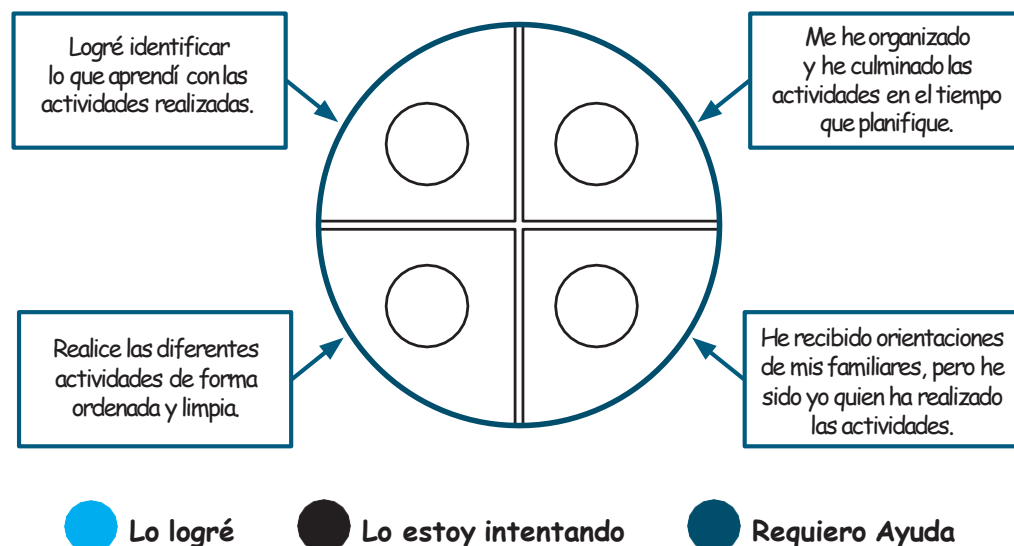 Logré identificar
lo que aprendí con las
actividades realizadas.
Me he organizado
y he culminado las
actividades en el tiempo
que planifique.
Realice las diferentes
actividades de forma
ordenada y limpia.
He recibido orientaciones
de mis familiares, pero he
sido yo quien ha realizado
las actividades.
Lo logré
Lo estoy intentando
Requiero Ayuda